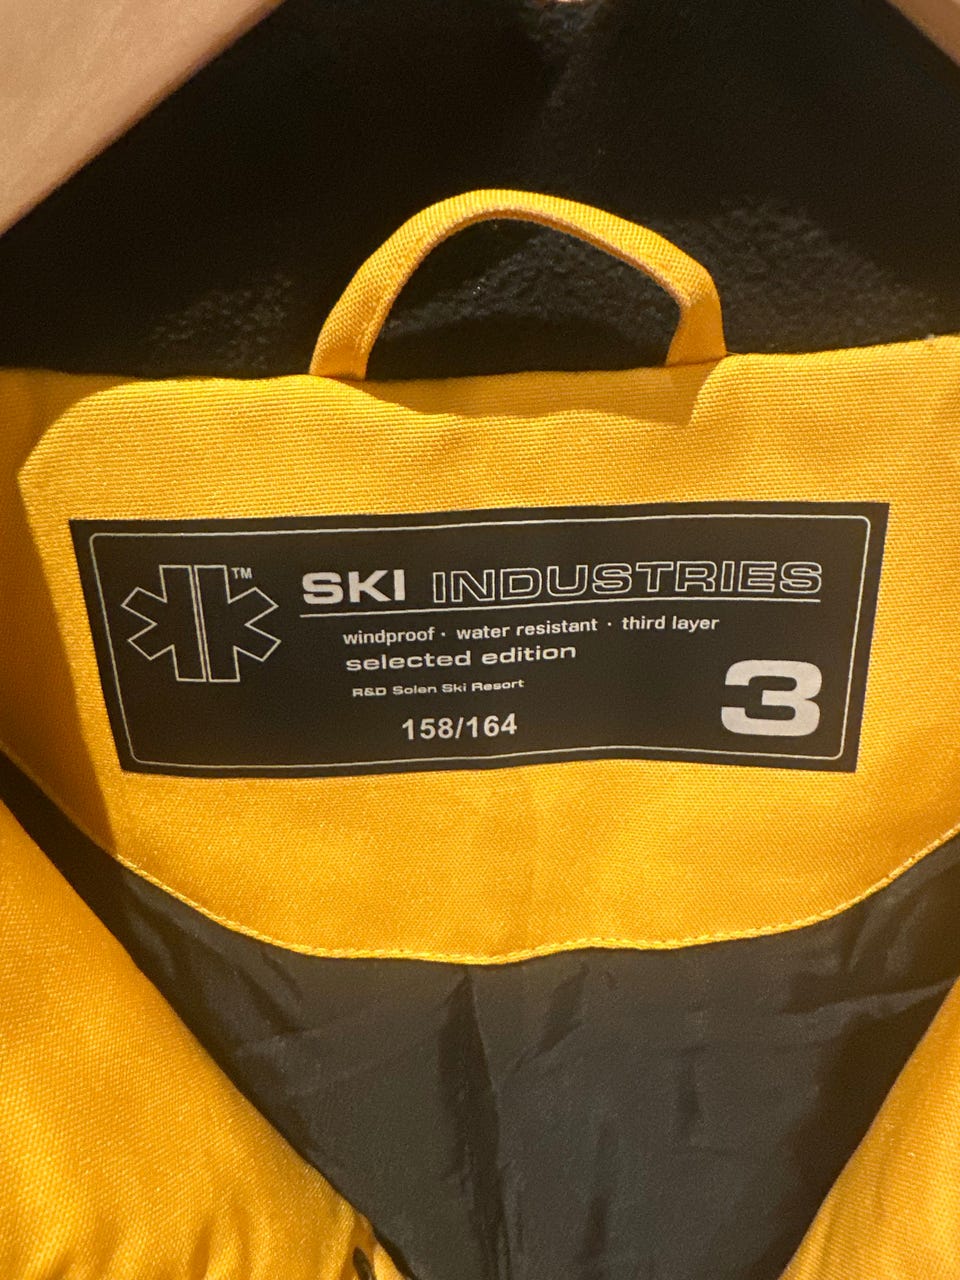 TM
SKI INDUSTRIES
windproof · water resistant · third layer
selected edition
R&D Solen Ski Resort
158/164
3